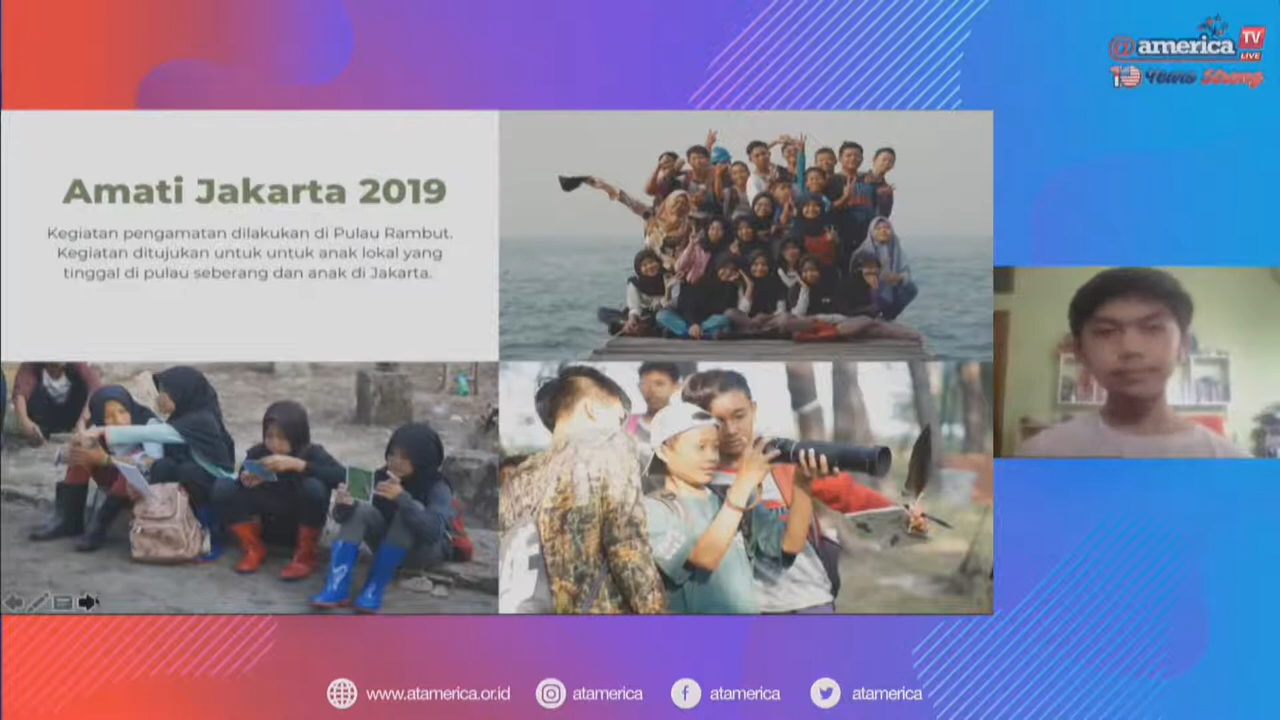 @america TV
LIVE
10 Years Strong
Amati Jakarta 2019
Kegiatan pengamatan dilakukan di Pulau Rambut.
Kegiatan ditujukan untuk untuk anak lokal yang
tinggal di pulau seberang dan anak di Jakarta.
www.atamerica.or.id atamerica atamerica atamerica